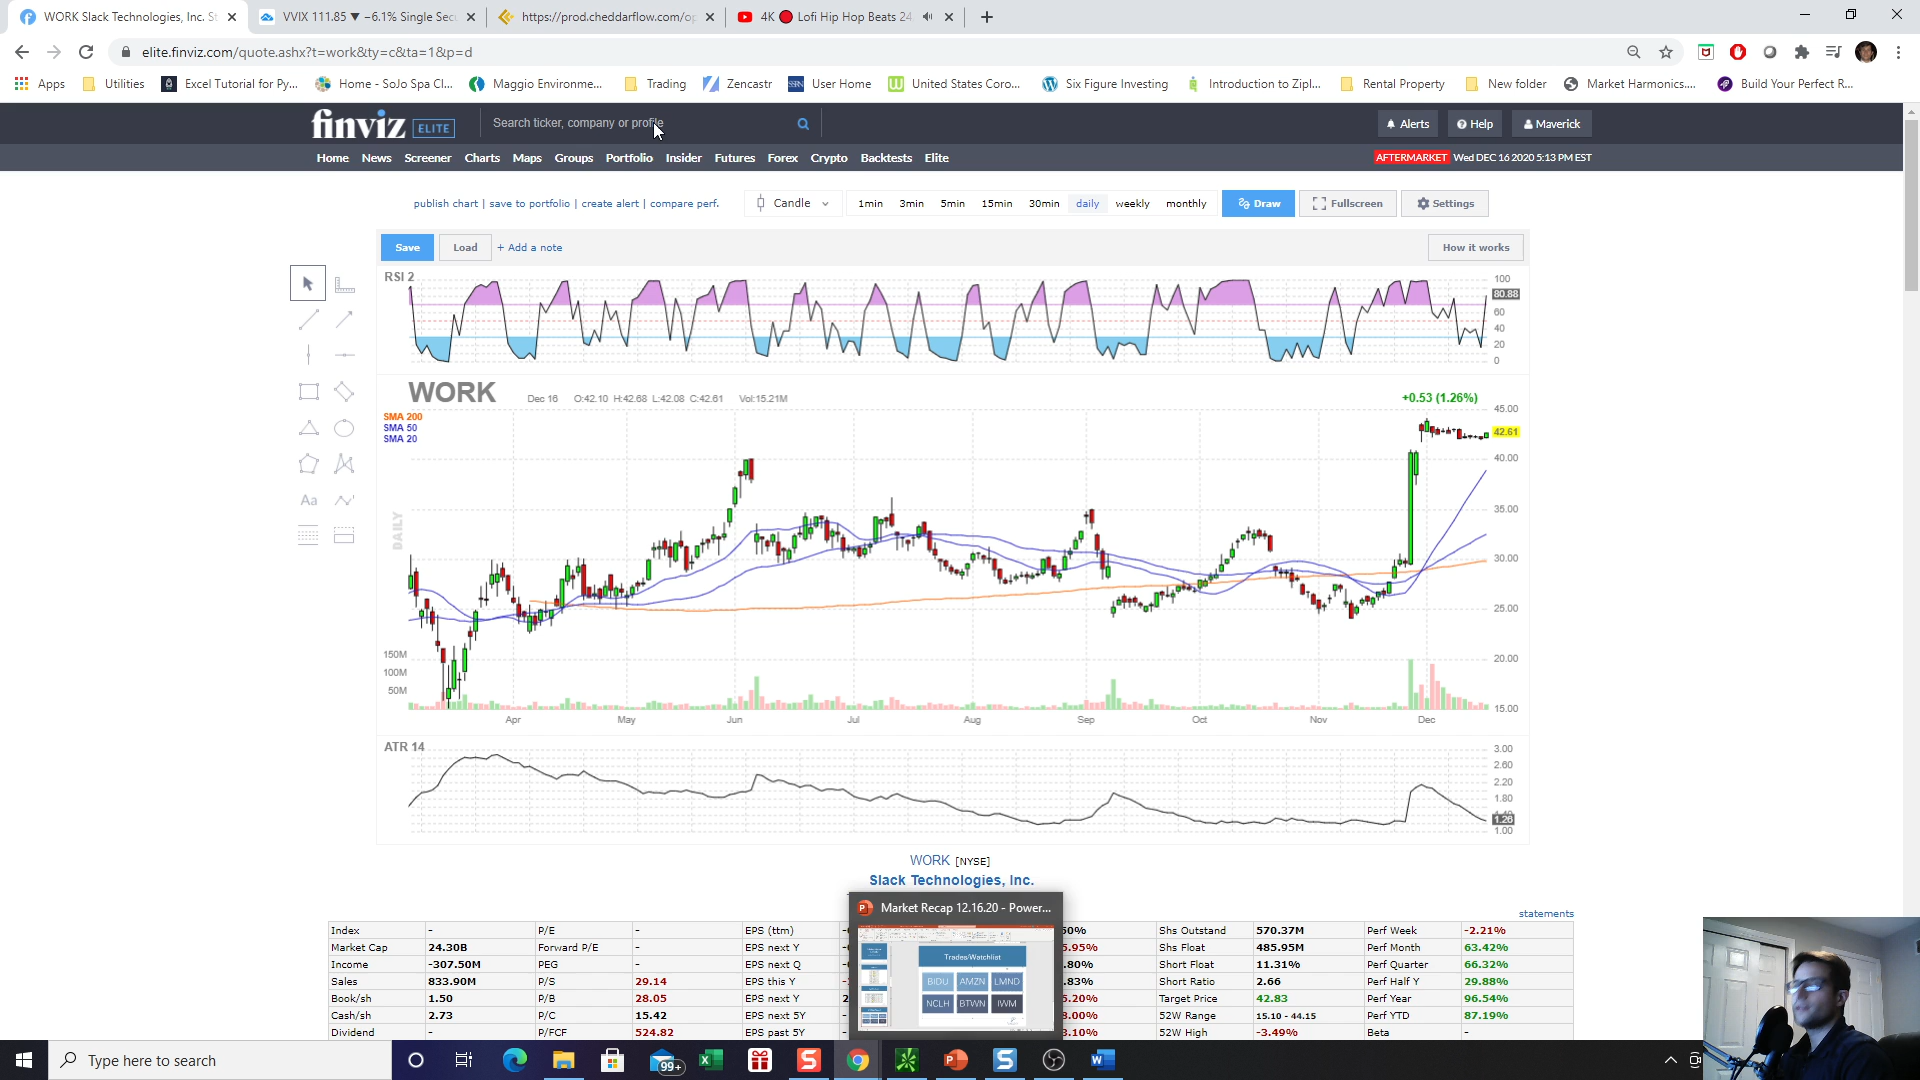 WORK Slack Technologies, Inc. St
VVIX 111.85 ▼ −6.1% Single Secu
https://prod.cheddarflow.com/op
4K 🔴 Lofi Hip Hop Beats 24
elite.finviz.com/quote.ashx?t=work&ty=c&ta=1&p=d
Apps
Utilities
Excel Tutorial for Py...
Home - SoJo Spa Cl...
Maggio Environme...
Trading
Zencastr
User Home
United States Coro...
Six Figure Investing
Introduction to Zipl...
Rental Property
New folder
Market Harmonics....
Build Your Perfect R...
finviz ELITE
Search ticker, company or profile
Alerts
Help
Maverick
Home News Screener Charts Maps Groups Portfolio Insider Futures Forex Crypto Backtests Elite
AFTERMARKET Wed DEC 16 2020 5:13 PM EST
publish chart | save to portfolio | create alert | compare perf.
Candle
1min 3min 5min 15min 30min daily weekly monthly
Draw
Fullscreen
Settings
Save
Load
+ Add a note
How it works
RSI 2
100
80.88
60
40
20
0
WORK
Dec 16 O:42.10 H:42.68 L:42.08 C:42.61 Vol:15.21M
+0.53 (1.26%)
SMA 200
SMA 50
SMA 20
45.00
42.61
40.00
35.00
30.00
25.00
20.00
15.00
DAILY
Aa
150M
100M
50M
Apr May Jun Jul Aug Sep Oct Nov Dec
ATR 14
3.00
2.60
2.20
1.80
1.26
1.00
WORK [NYSE]
Slack Technologies, Inc.
statements
Market Recap 12.16.20 - Power...
Trades/Watchlist
BIDU AMZN LMND
NCLH BTWN IWM
Index - P/E - EPS (ttm) Shs Outstand 570.37M Perf Week -2.21%
Market Cap 24.30B Forward P/E - EPS next Y Shs Float 485.95M Perf Month 63.42%
Income -307.50M PEG - EPS next Q Short Float 11.31% Perf Quarter 66.32%
Sales 833.90M P/S 29.14 EPS this Y Short Ratio 2.66 Perf Half Y 29.88%
Book/sh 1.50 P/B 28.05 EPS next Y Target Price 42.83 Perf Year 96.54%
Cash/sh 2.73 P/C 15.42 EPS next 5Y 52W Range 15.10 - 44.15 Perf YTD 87.19%
Dividend - P/FCF 524.82 EPS past 5Y 52W High -3.49% Beta -
Type here to search
99+